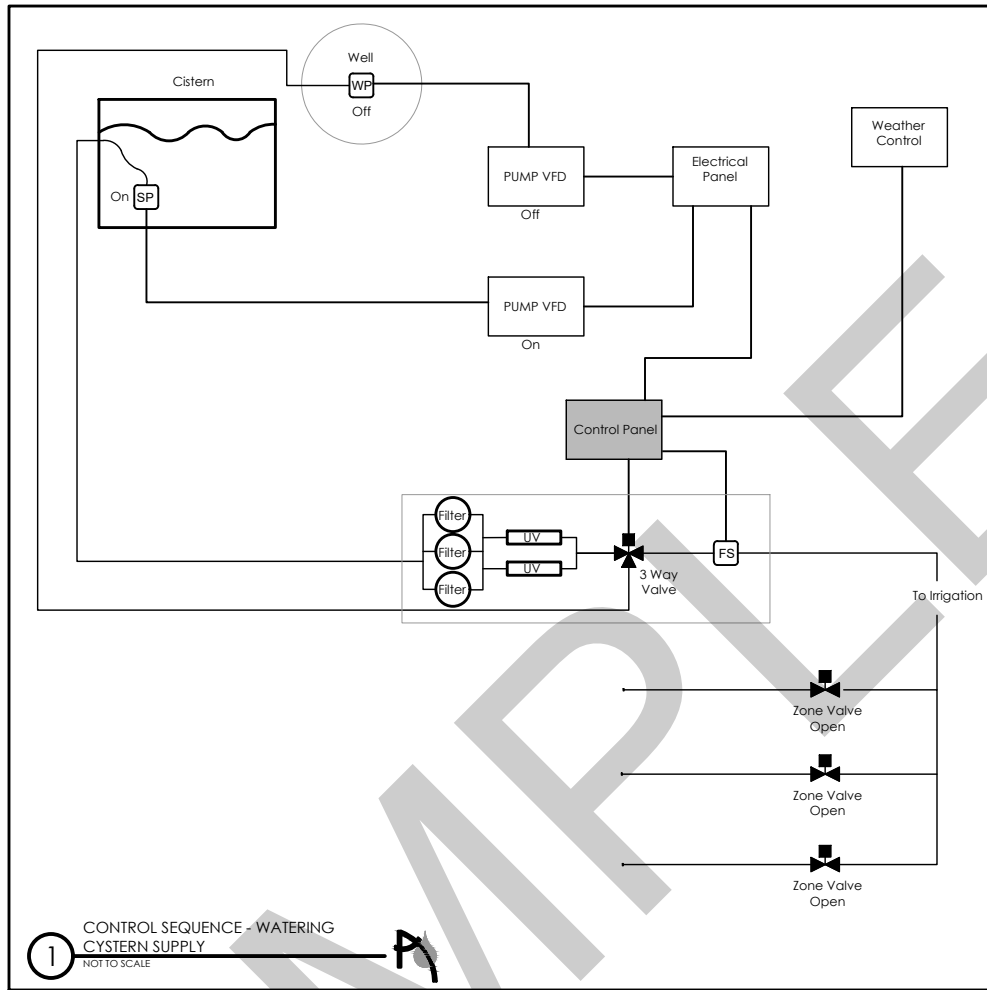 Well
WP
Off
Cistern
On
SP
PUMP VFD
Off
Electrical
Panel
Weather
Control
PUMP VFD
On
Control Panel
Filter
Filter
Filter
UV
UV
3 Way
Valve
FS
To Irrigation
Zone Valve
Open
Zone Valve
Open
Zone Valve
Open
1
CONTROL SEQUENCE - WATERING
CYSTERN SUPPLY
NOT TO SCALE
MPLE